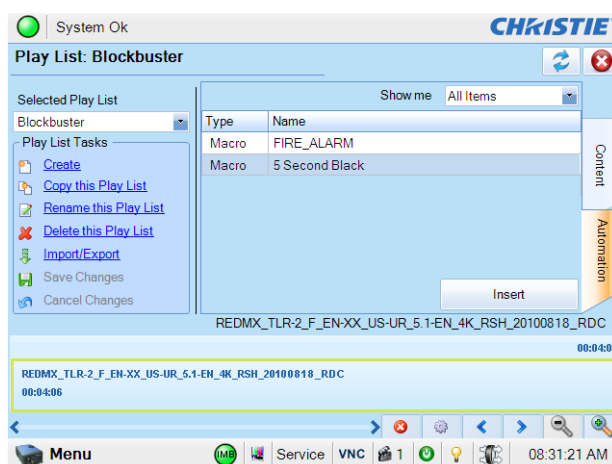 System Ok
CHRISTIE
Play List: Blockbuster
Selected Play List
Blockbuster
Play List Tasks
Create
Copy this Play List
Rename this Play List
Delete this Play List
Import/Export
Save Changes
Cancel Changes
Show me All Items
Type Name
Macro FIRE_ALARM
Macro 5 Second Black
Insert
Content
Automation
REDMX_TLR-2_F_EN-XX_US-UR_5.1-EN_4K_RSH_20100818_RDC
00:04:0
REDMX_TLR-2_F_EN-XX_US-UR_5.1-EN_4K_RSH_20100818_RDC
00:04:06
Menu IMB Service VNC 1 08:31:21 AM